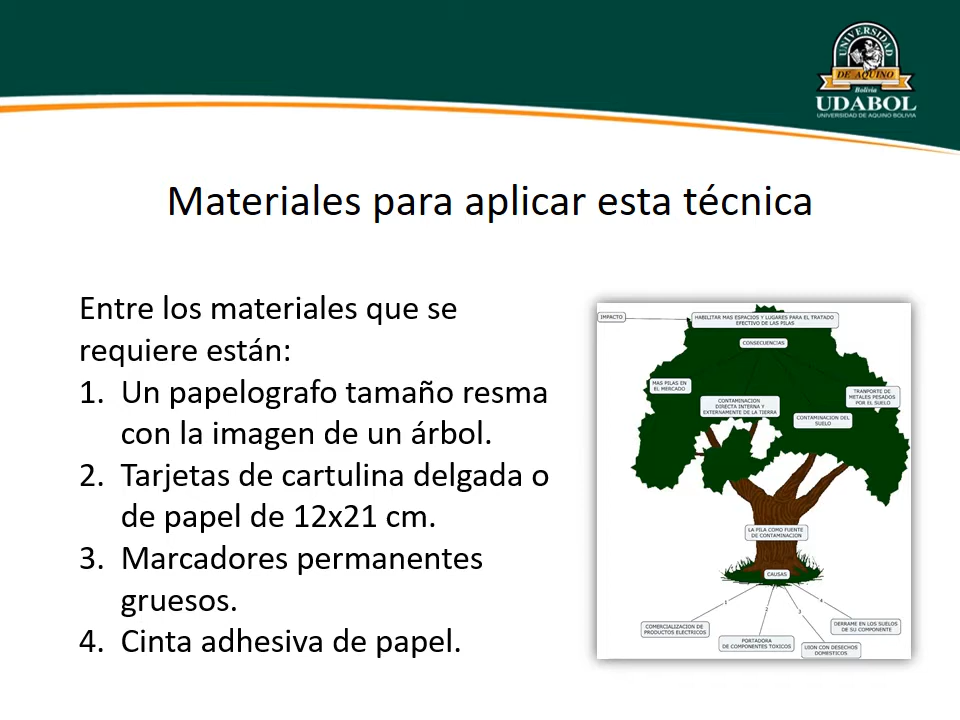 UNIVERSIDAD
DE AQUINO
Bolivia
UDABOL
UNIVERSIDAD DE AQUINO BOLIVIA
Materiales para aplicar esta técnica
Entre los materiales que se
requiere están:
1. Un papelografo tamaño resma
con la imagen de un árbol.
2. Tarjetas de cartulina delgada o
de papel de 12x21 cm.
3. Marcadores permanentes
gruesos.
4. Cinta adhesiva de papel.
IMPACTO
HABILITAR MAS ESPACIOS Y LUGARES PARA EL TRATADO
EFECTIVO DE LAS PILAS
CONSECUENCIAS
MAS PILAS EN
EL MERCADO
CONTAMINACION
DIRECTA INTERNA Y
EXTERNAMENTE DE LA TIERRA
TRANPORTE DE
METALES PESADOS
POR EL SUELO
CONTAMINACION DEL
SUELO
LA PILA COMO FUENTE
DE CONTAMINACION
CAUSAS
1
2
3
4
COMERCIALIZACION DE
PRODUCTOS ELECTRICOS
PORTADORA
DE COMPONENTES TOXICOS
UION CON DESECHOS
DOMESTICOS
DERRAME EN LOS SUELOS
DE SU COMPONENTE